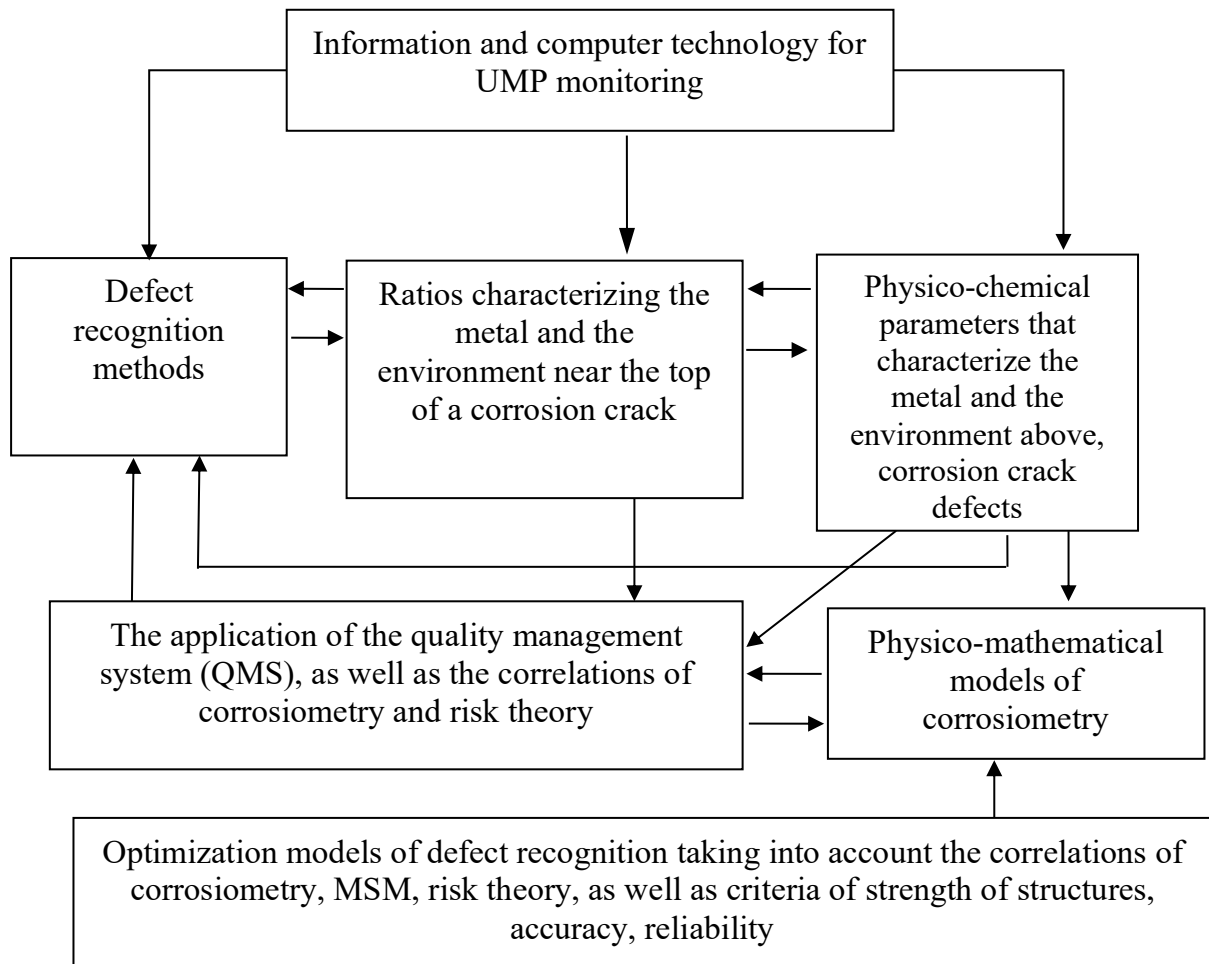 Information and computer technology for
UMP monitoring
Defect
recognition
methods
Ratios characterizing the
metal and the
environment near the top
of a corrosion crack
Physico-chemical
parameters that
characterize the
metal and the
environment above,
corrosion crack
defects
The application of the quality management
system (QMS), as well as the correlations of
corrosiometry and risk theory
Physico-mathematical
models of
corrosiometry
Optimization models of defect recognition taking into account the correlations of
corrosiometry, MSM, risk theory, as well as criteria of strength of structures,
accuracy, reliability